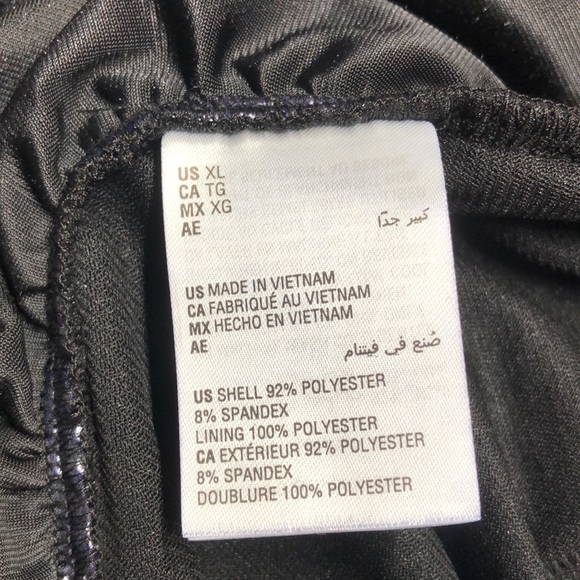 US XL
CA TG
MX XG
AE كبير جدًا
US MADE IN VIETNAM
CA FABRIQUÉ AU VIETNAM
MX HECHO EN VIETNAM
AE صُنع في فيتنام
US SHELL 92% POLYESTER
8% SPANDEX
LINING 100% POLYESTER
CA EXTÉRIEUR 92% POLYESTER
8% SPANDEX
DOUBLURE 100% POLYESTER